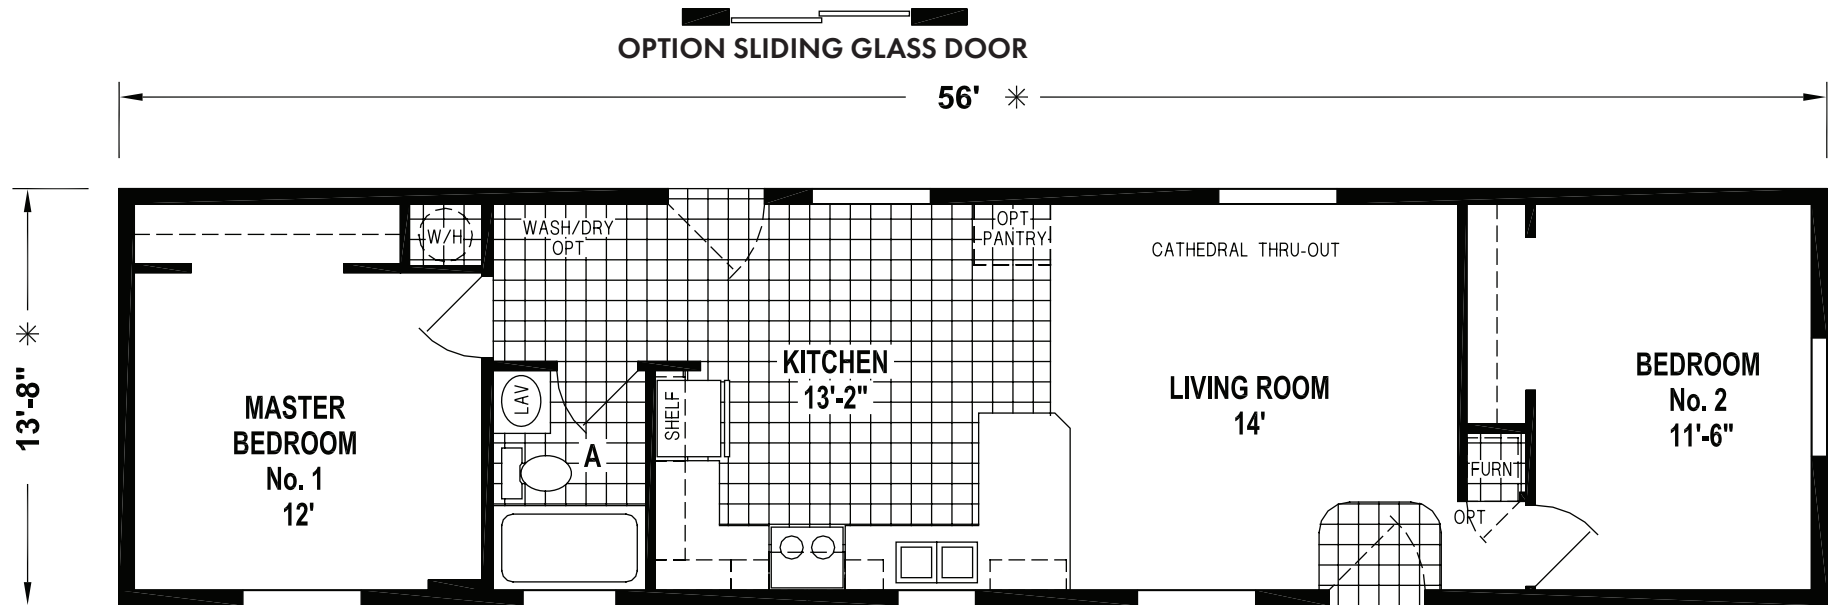 OPTION SLIDING GLASS DOOR
56' ✳
13'-8" ✳
W/H
WASH/DRY
OPT
OPT
PANTRY
CATHEDRAL THRU-OUT
MASTER
BEDROOM
No. 1
12'
LAV
A
SHELF
KITCHEN
13'-2"
LIVING ROOM
14'
BEDROOM
No. 2
11'-6"
FURN
OPT